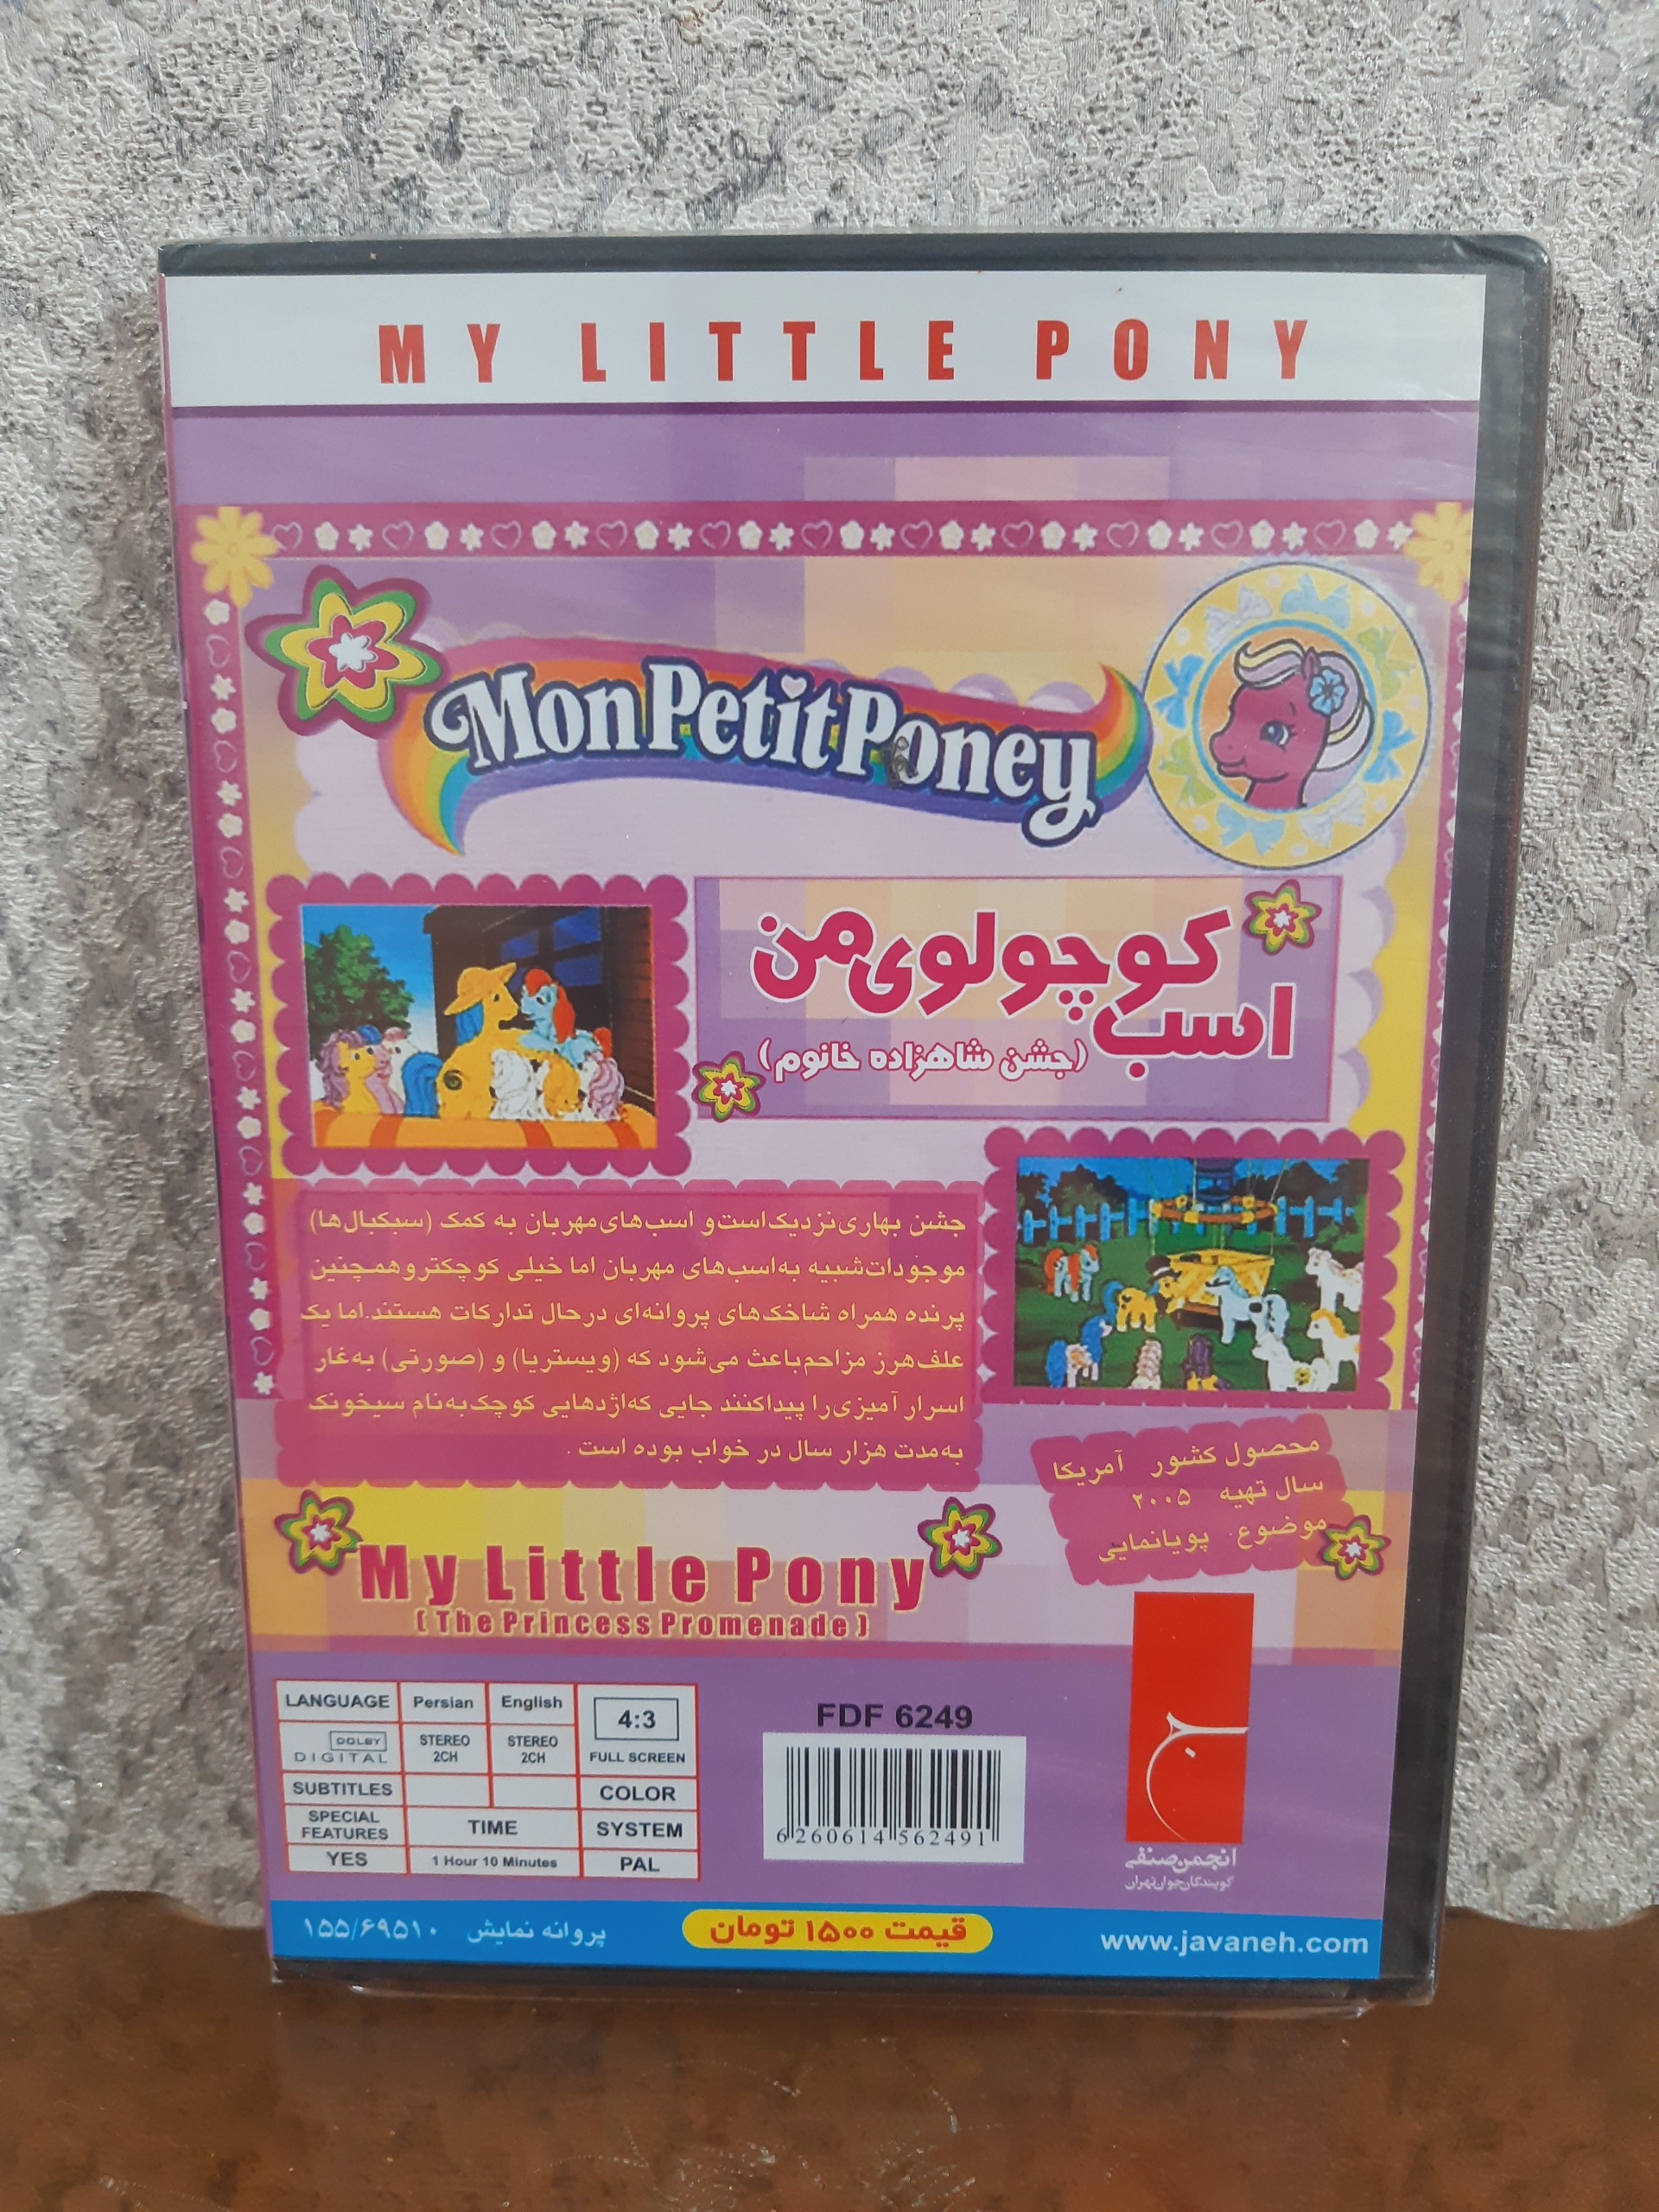 MY LITTLE PONY
Mon Petit Poney
اسب کوچولوی من
(جشن شاهزاده خانوم)
جشن بهاری نزدیک است و اسب‌های مهربان به کمک (سبکبال‌ها)
موجودات شبیه به اسب‌های مهربان اما خیلی کوچکتر و همچنین
پرنده همراه شاخک‌های پروانه‌ای درحال تدارکات هستند. اما یک
علف هرز مزاحم باعث می‌شود که (ویستریا) و (صورتی) به غار
اسرار آمیزی را پیدا کنند جایی که اژدهایی کوچک به نام سیخونک
به مدت هزار سال در خواب بوده است .
محصول کشور آمریکا
سال تهیه ۲۰۰۵
موضوع. پویانمایی
My Little Pony
(The Princess Promenade)
LANGUAGE Persian English 4:3
DOLBY DIGITAL STEREO 2CH STEREO 2CH FULL SCREEN
SUBTITLES COLOR
SPECIAL FEATURES TIME SYSTEM
YES 1 Hour 10 Minutes PAL
FDF 6249
6260614562491
انجمن صنفی
گویندگان جوان تهران
پروانه نمایش ۱۵۵/۶۹۵۱۰
قیمت ۱۵۰۰ تومان
www.javaneh.com